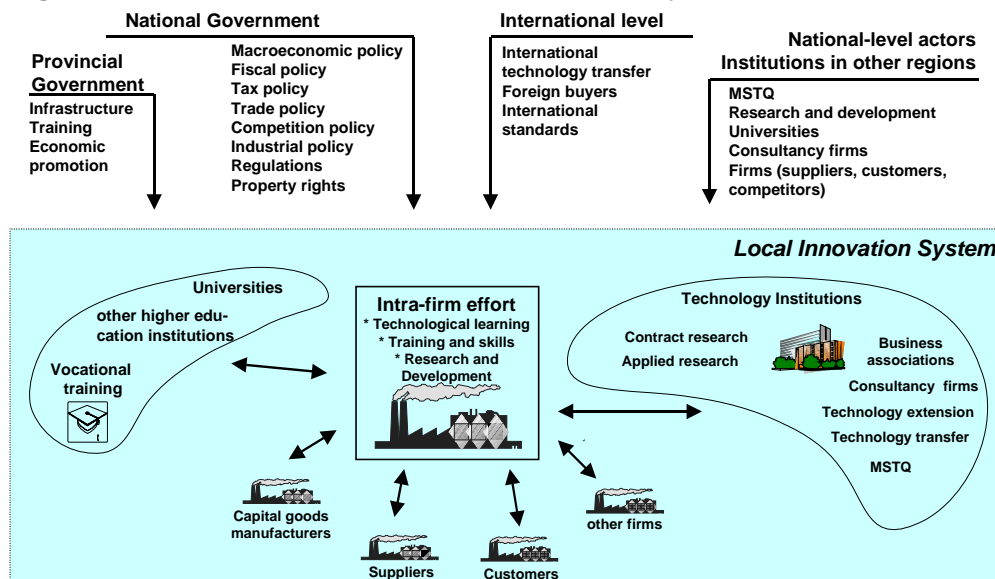 National Government
Macroeconomic policy
Fiscal policy
Tax policy
Trade policy
Competition policy
Industrial policy
Regulations
Property rights
Provincial
Government
Infrastructure
Training
Economic
promotion
International level
International
technology transfer
Foreign buyers
International
standards
National-level actors
Institutions in other regions
MSTQ
Research and development
Universities
Consultancy firms
Firms (suppliers, customers,
competitors)
Local Innovation System
Universities
other higher edu-
cation institutions
Vocational
training
Intra-firm effort
* Technological learning
* Training and skills
* Research and
Development
Technology Institutions
Contract research
Applied research
Business
associations
Consultancy firms
Technology extension
Technology transfer
MSTQ
Capital goods
manufacturers
Suppliers
Customers
other firms